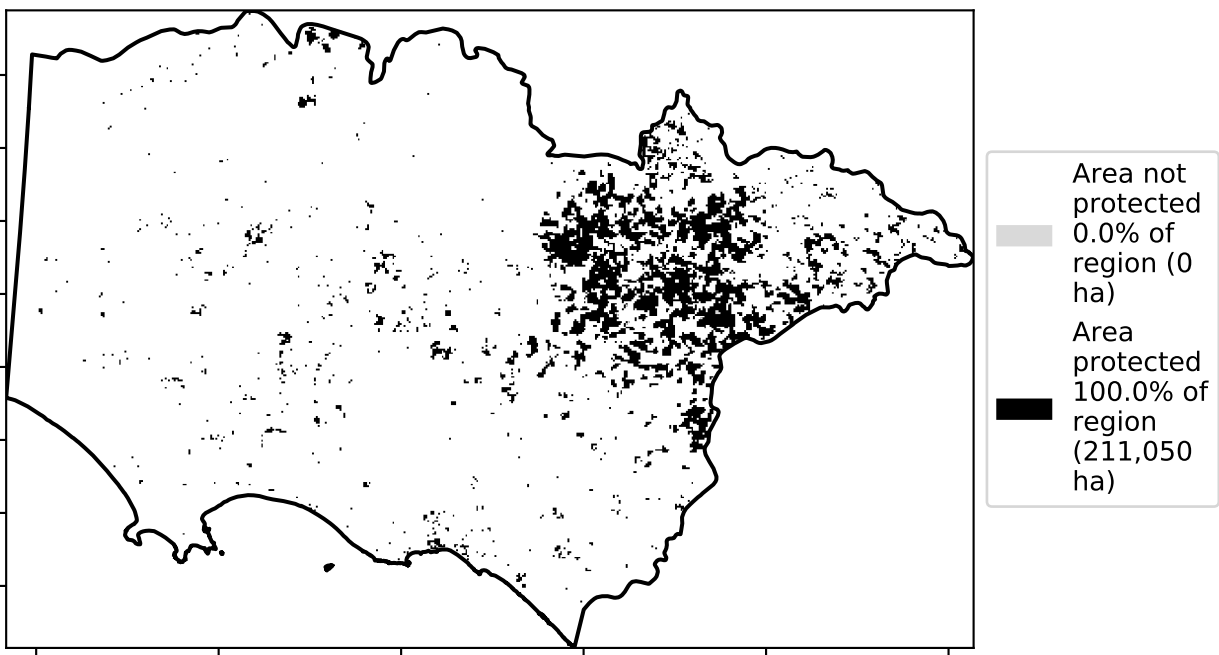 Area not
protected
0.0% of
region (0
ha)
Area
protected
100.0% of
region
(211,050
ha)